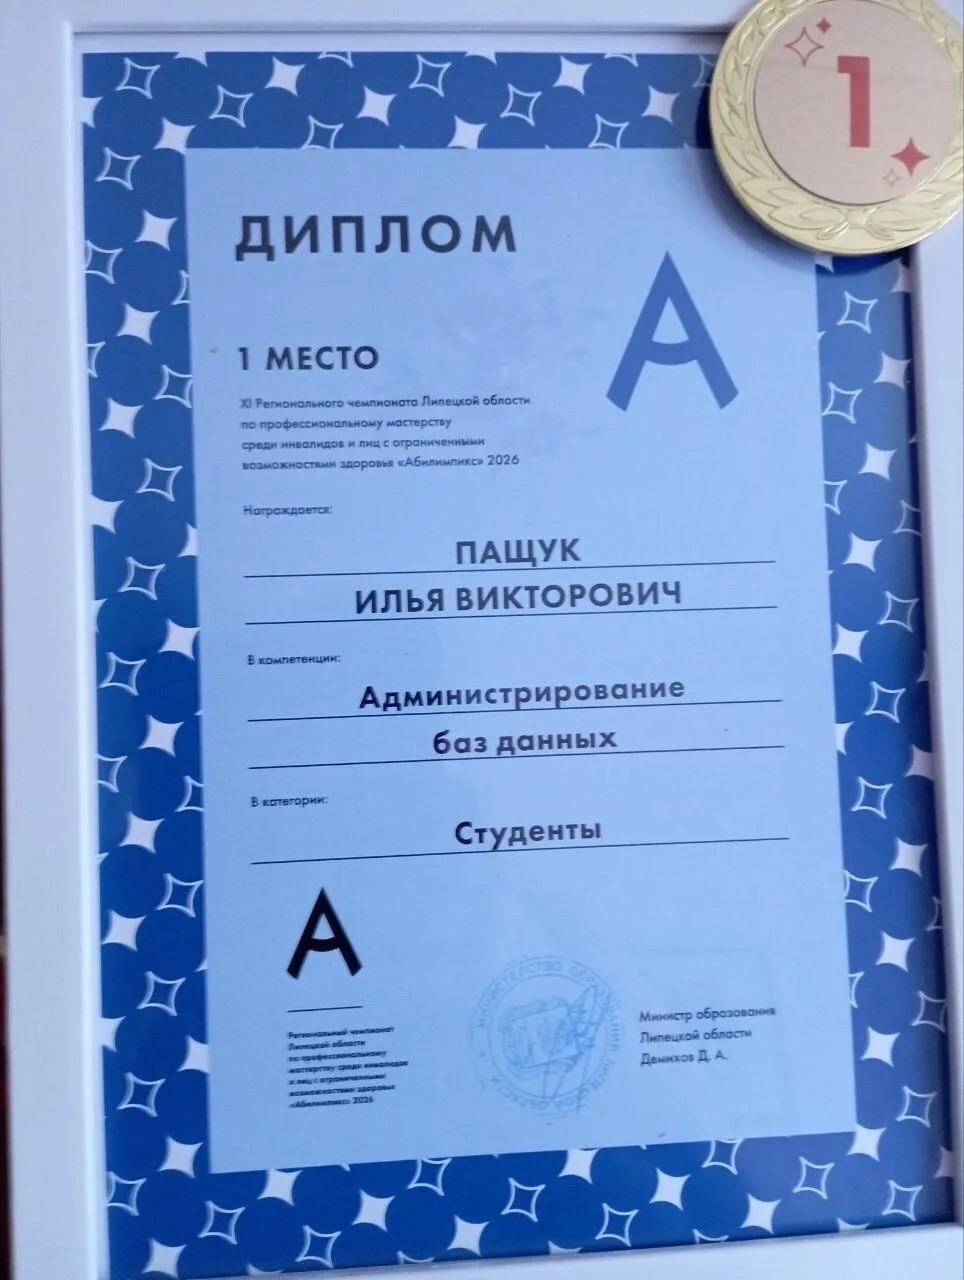 1
ДИПЛОМ
А
1 МЕСТО
XI Регионального чемпионата Липецкой области
по профессиональному мастерству
среди инвалидов и лиц с ограниченными
возможностями здоровья «Абилимпикс» 2026
Награждается:
ПАЩУК
ИЛЬЯ ВИКТОРОВИЧ
В компетенции:
Администрирование
баз данных
В категории:
Студенты
А
Региональный чемпионат
Липецкой области
по профессиональному
мастерству среди инвалидов
и лиц с ограниченными
возможностями здоровья
«Абилимпикс» 2026
МИНИСТЕРСТВО ОБРАЗОВАНИЯ
Министр образования
Липецкой области
Демихов Д. А.